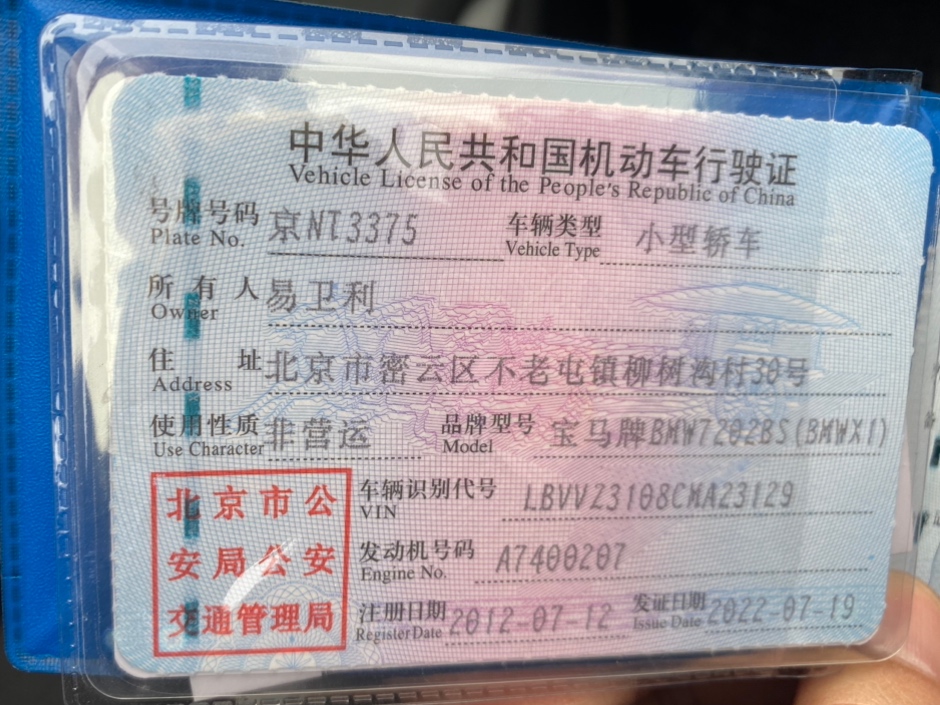 中华人民共和国机动车行驶证
Vehicle License of the People's Republic of China
号牌号码 京NT3375 车辆类型 小型轿车
Plate No. Vehicle Type
所有人 易卫利
Owner
住址 北京市密云区不老屯镇柳树沟村30号
Address
使用性质 非营运 品牌型号 宝马牌BMW7202BS(BMWX1)
Use Character Model
北京市公
安局公安
交通管理局
车辆识别代号 LBVVZ3108CMA23129
VIN
发动机号码 A7400207
Engine No.
注册日期 2012-07-12 发证日期 2022-07-19
Register Date Issue Date